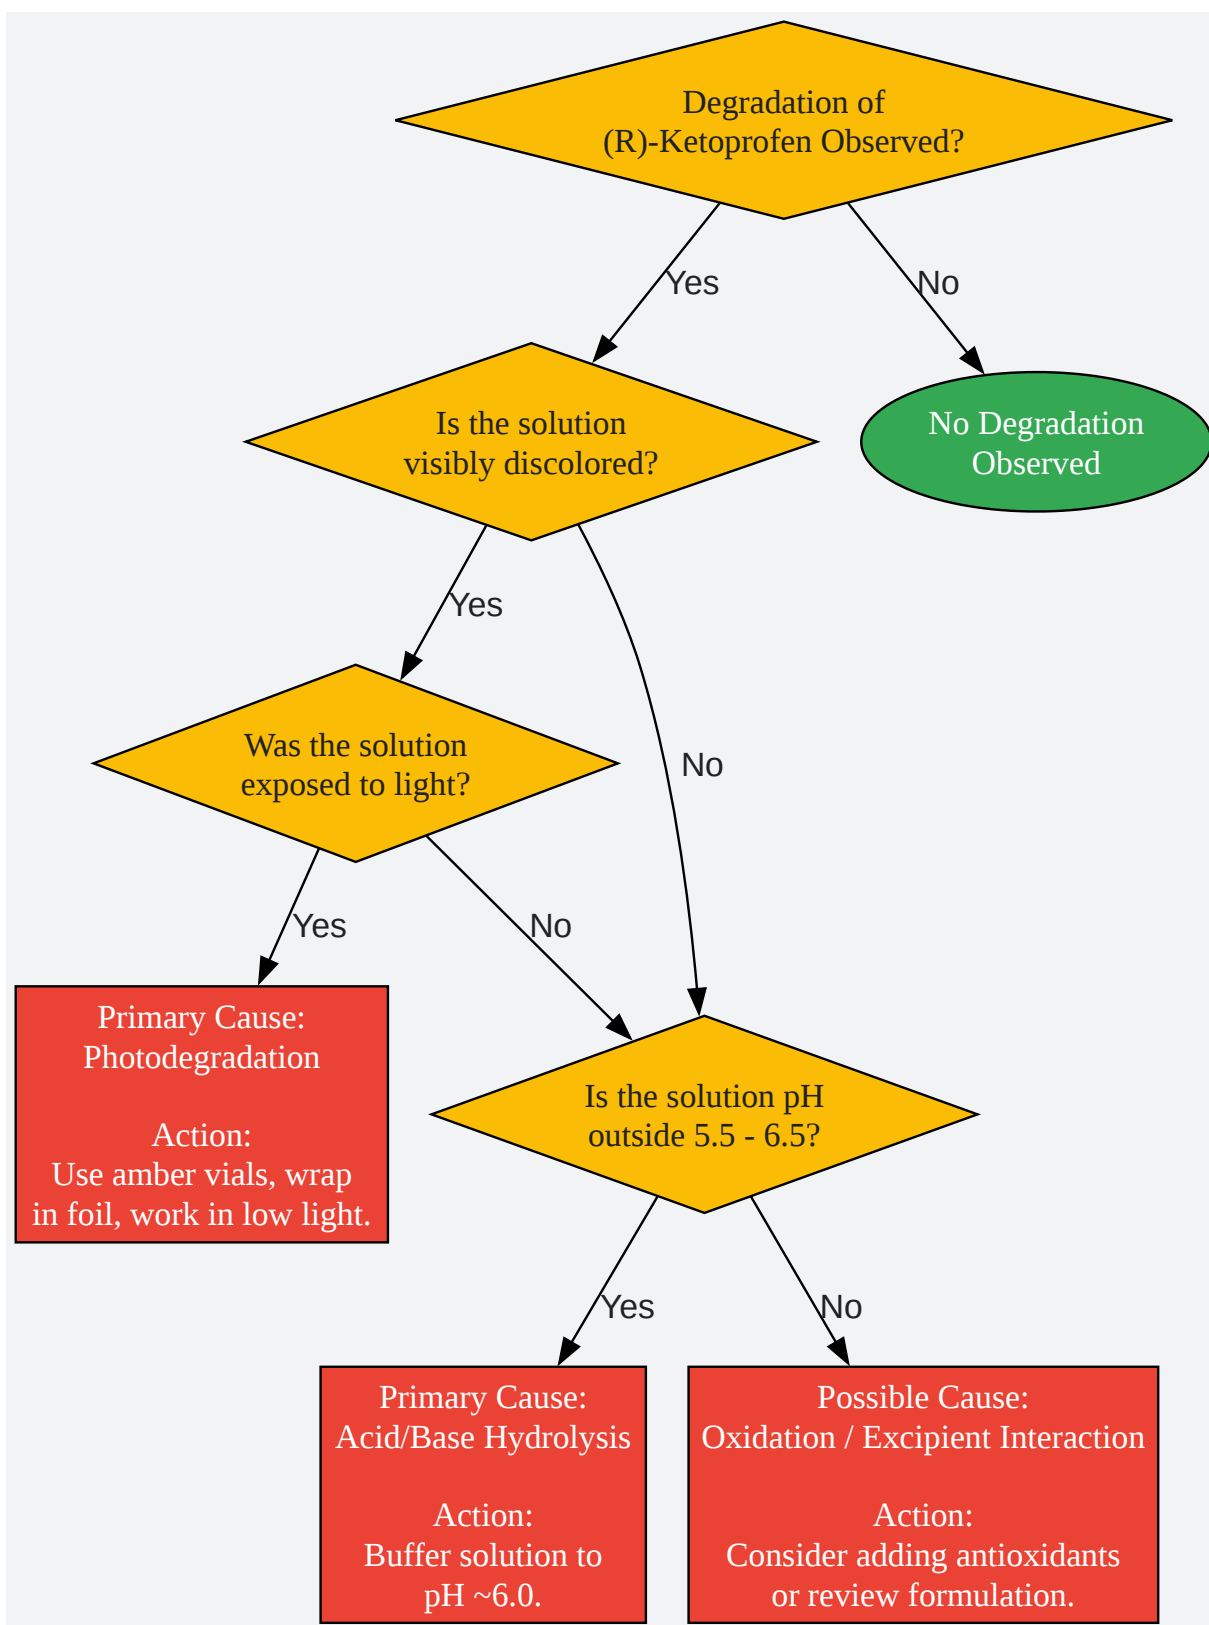 Degradation of
(R)-Ketoprofen Observed?
Yes
No
Is the solution
visibly discolored?
No Degradation
Observed
Yes
Was the solution
exposed to light?
No
Yes
No
Primary Cause:
Photodegradation
Action:
Use amber vials, wrap
in foil, work in low light.
Is the solution pH
outside 5.5 - 6.5?
Yes
No
Primary Cause:
Acid/Base Hydrolysis
Action:
Buffer solution to
pH ~6.0.
Possible Cause:
Oxidation / Excipient Interaction
Action:
Consider adding antioxidants
or review formulation.